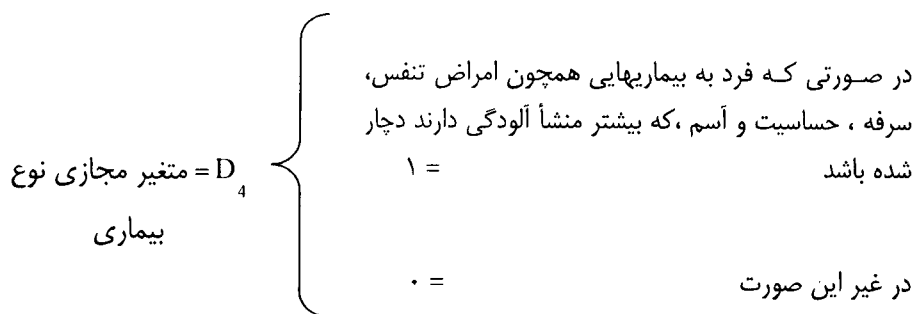 در صورتی که فرد به بیماریهایی همچون امراض تنفس،
سرفه ، حساسیت و آسم ،که بیشتر منشأ آلودگی دارند دچار
شده باشد = ۱
D4 = متغیر مجازی نوع
بیماری
در غیر این صورت = ۰